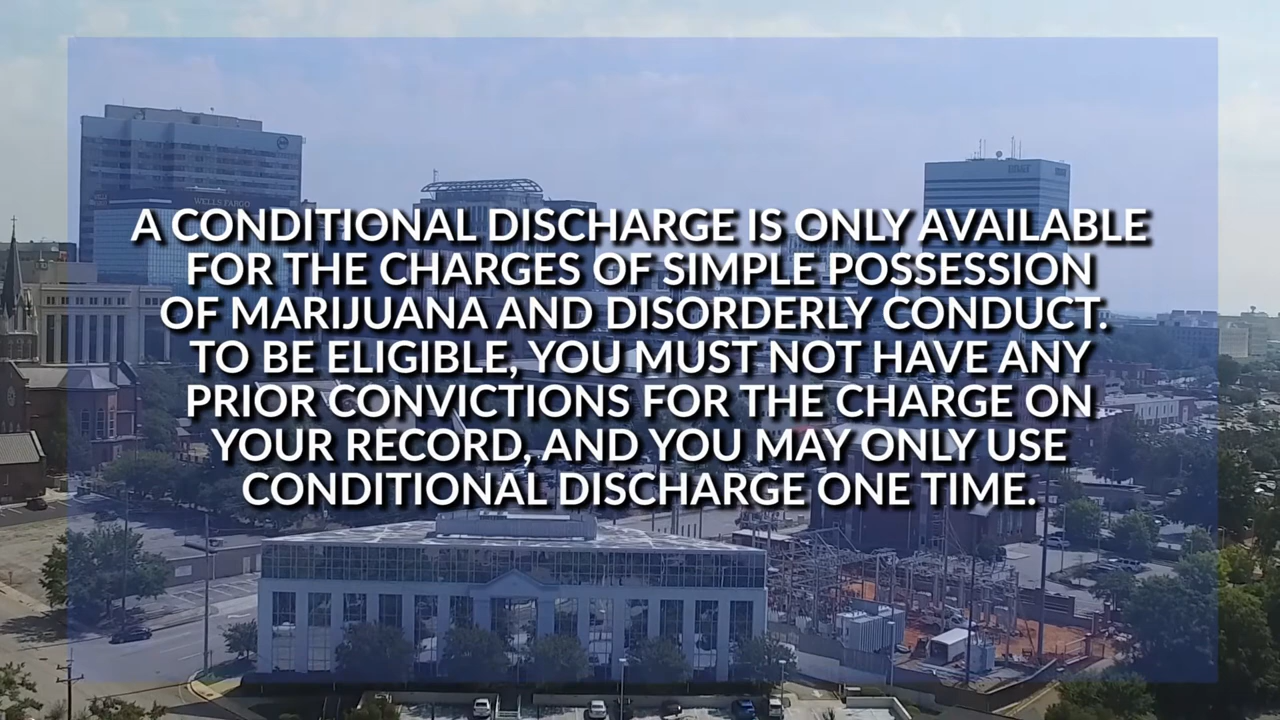 WELLS FARGO
A CONDITIONAL DISCHARGE IS ONLY AVAILABLE
FOR THE CHARGES OF SIMPLE POSSESSION
OF MARIJUANA AND DISORDERLY CONDUCT.
TO BE ELIGIBLE, YOU MUST NOT HAVE ANY
PRIOR CONVICTIONS FOR THE CHARGE ON
YOUR RECORD, AND YOU MAY ONLY USE
CONDITIONAL DISCHARGE ONE TIME.